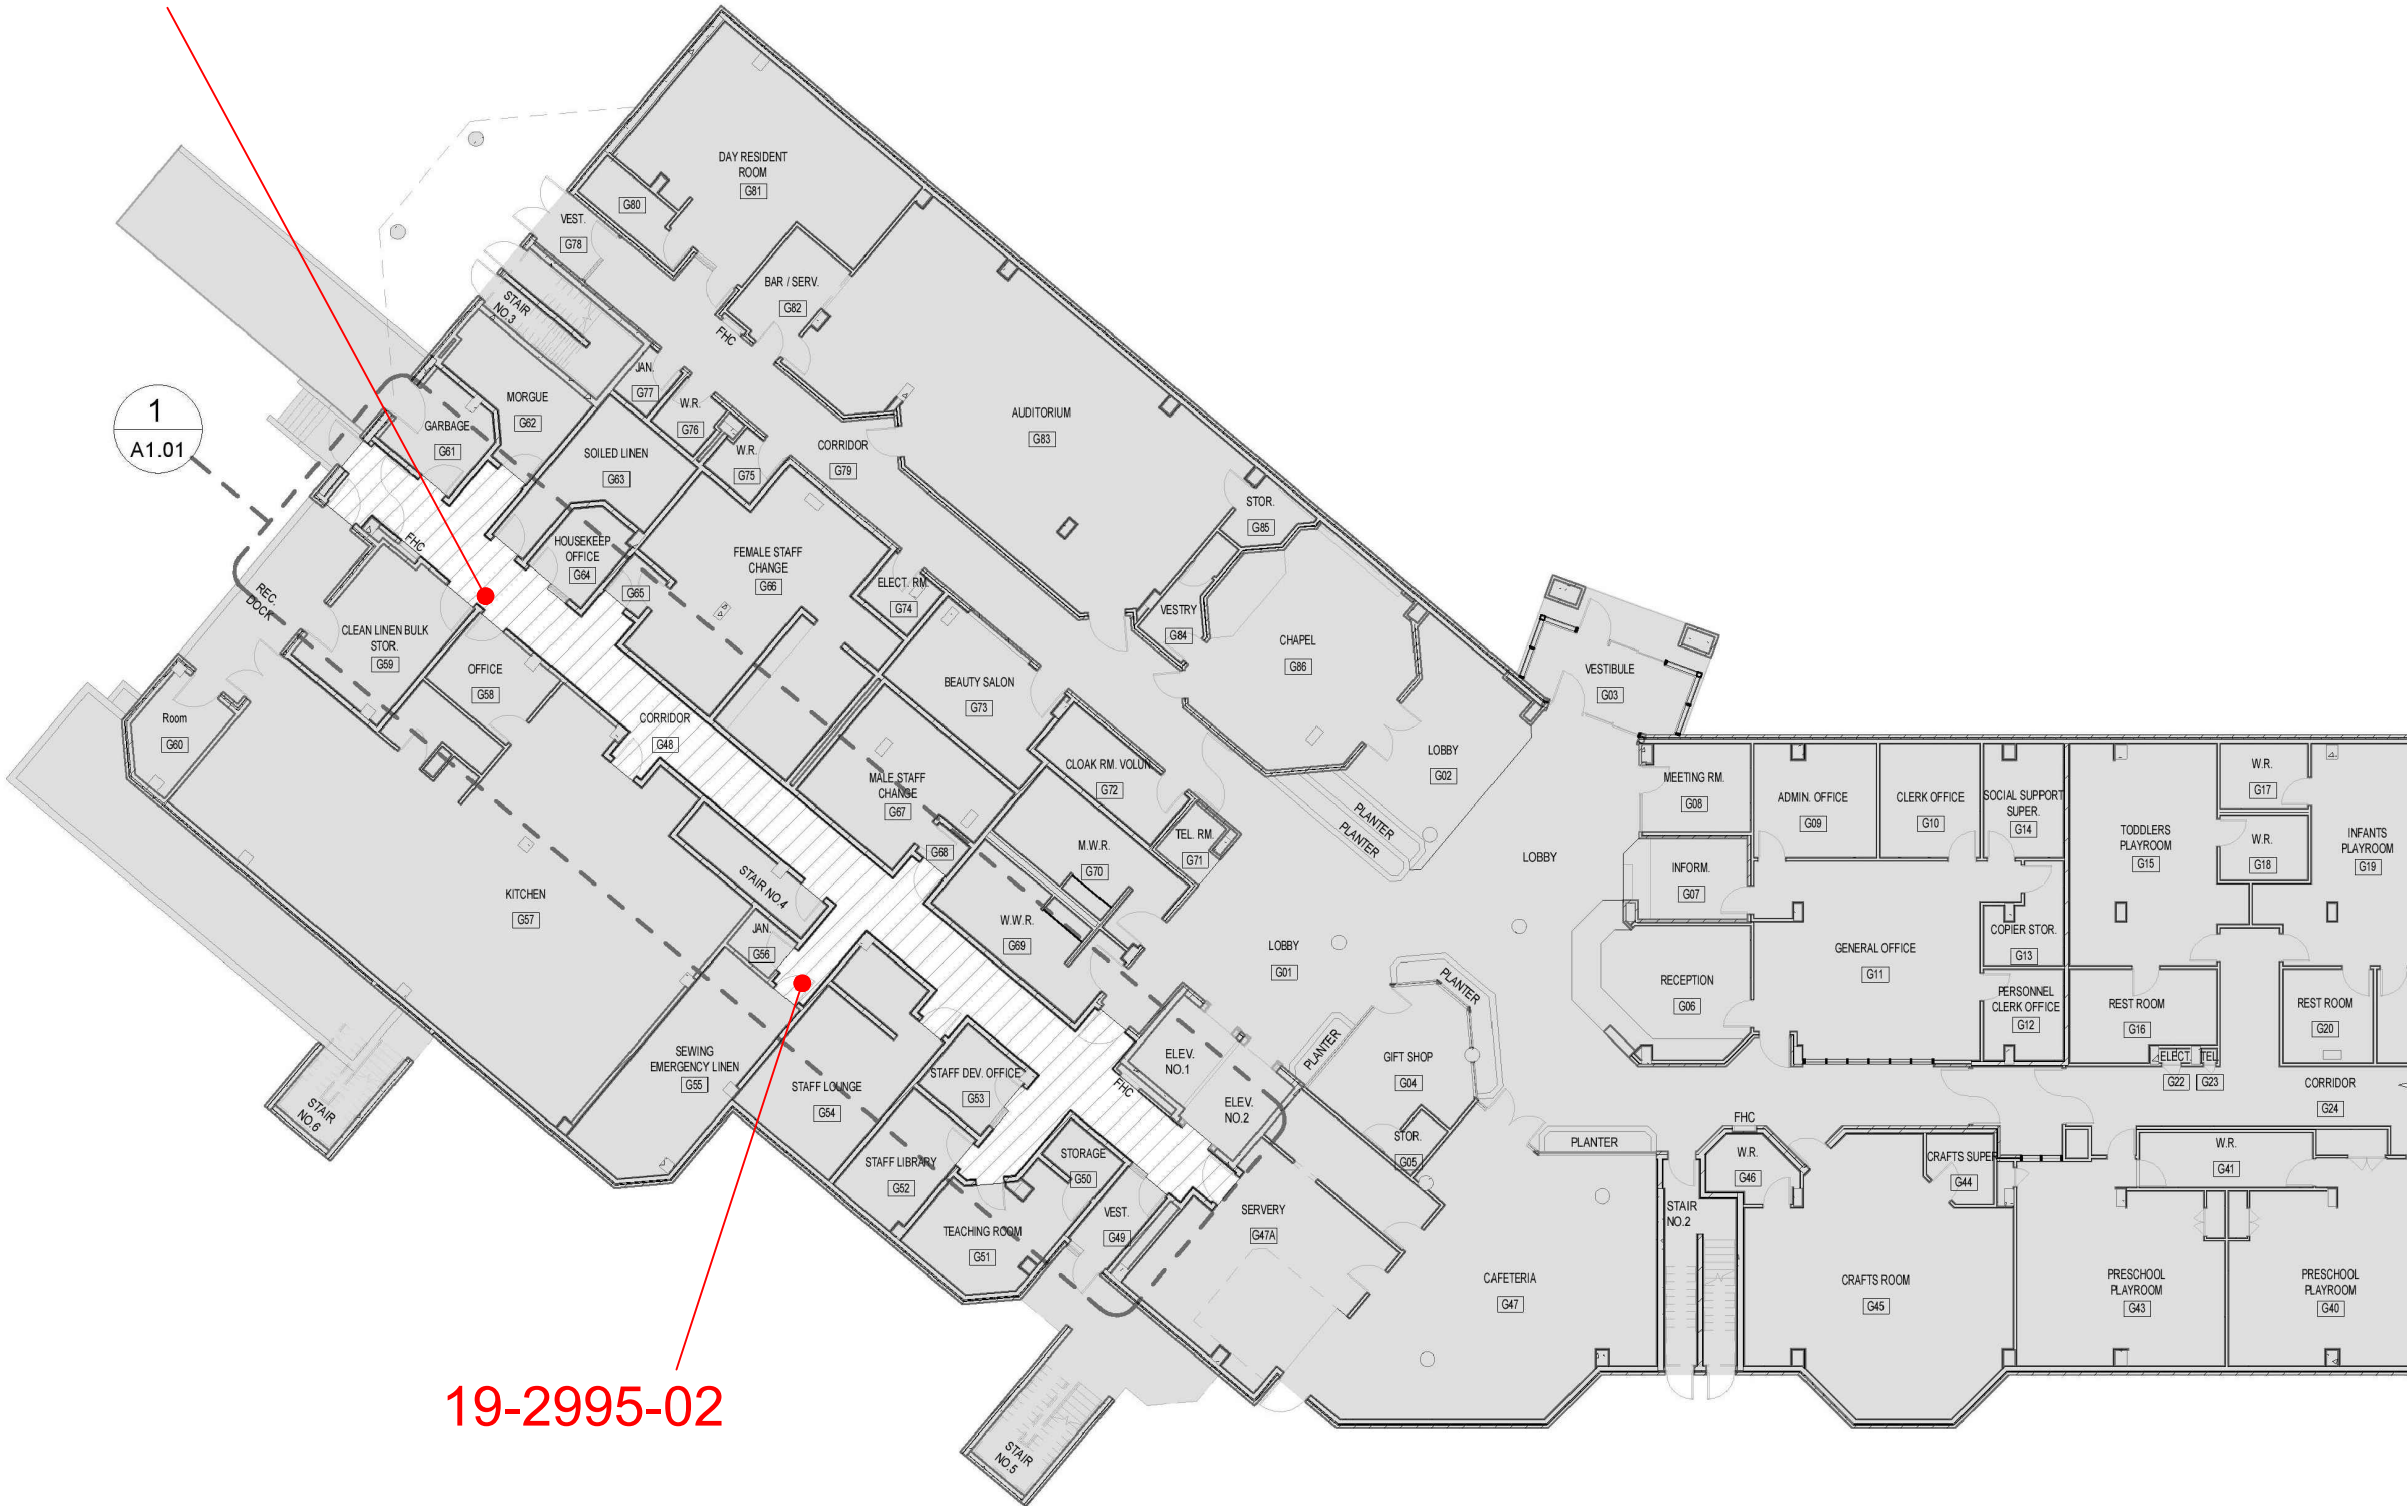 DAY RESIDENT
ROOM
G81
G80
VEST.
G78
BAR / SERV.
G82
STAIR
NO.3
FHC
JAN.
G77
W.R.
G76
W.R.
G75
MORGUE
G62
GARBAGE
G61
1
A1.01
SOILED LINEN
G63
CORRIDOR
G79
AUDITORIUM
G83
STOR.
G85
FHC
HOUSEKEEP
OFFICE
G64
G65
FEMALE STAFF
CHANGE
G66
ELECT. RM.
G74
VESTRY
G84
CHAPEL
G86
VESTIBULE
G03
REC.
DOCK
CLEAN LINEN BULK
STOR.
G59
OFFICE
G58
Room
G60
CORRIDOR
G48
BEAUTY SALON
G73
CLOAK RM. VOLUN.
G72
LOBBY
G02
MALE STAFF
CHANGE
G67
G68
M.W.R.
G70
TEL. RM.
G71
PLANTER
PLANTER
LOBBY
MEETING RM.
G08
ADMIN. OFFICE
G09
CLERK OFFICE
G10
SOCIAL SUPPORT
SUPER.
G14
TODDLERS
PLAYROOM
G15
W.R.
G17
W.R.
G18
INFANTS
PLAYROOM
G19
INFORM.
G07
KITCHEN
G57
STAIR NO.4
JAN.
G56
W.W.R.
G69
LOBBY
G01
PLANTER
RECEPTION
G06
GENERAL OFFICE
G11
COPIER STOR.
G13
PERSONNEL
CLERK OFFICE
G12
REST ROOM
G16
REST ROOM
G20
ELECT.
TEL.
G22
G23
CORRIDOR
G24
SEWING
EMERGENCY LINEN
G55
STAFF LOUNGE
G54
STAFF DEV. OFFICE
G53
FHC
ELEV.
NO.1
ELEV.
NO.2
PLANTER
GIFT SHOP
G04
STOR.
G05
STAIR
NO.6
STAFF LIBRARY
G52
STORAGE
G50
TEACHING ROOM
G51
VEST.
G49
SERVERY
G47A
PLANTER
FHC
W.R.
G46
STAIR
NO.2
CRAFTS SUPER
G44
W.R.
G41
CAFETERIA
G47
CRAFTS ROOM
G45
PRESCHOOL
PLAYROOM
G43
PRESCHOOL
PLAYROOM
G40
19-2995-02
STAIR
NO.5